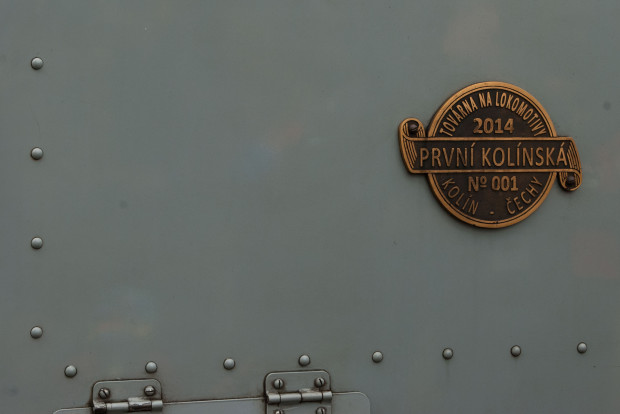 TOVÁRNA NA LOKOMOTIVY
2014
PRVNÍ KOLÍNSKÁ
Nº 001
KOLÍN - ČECHY